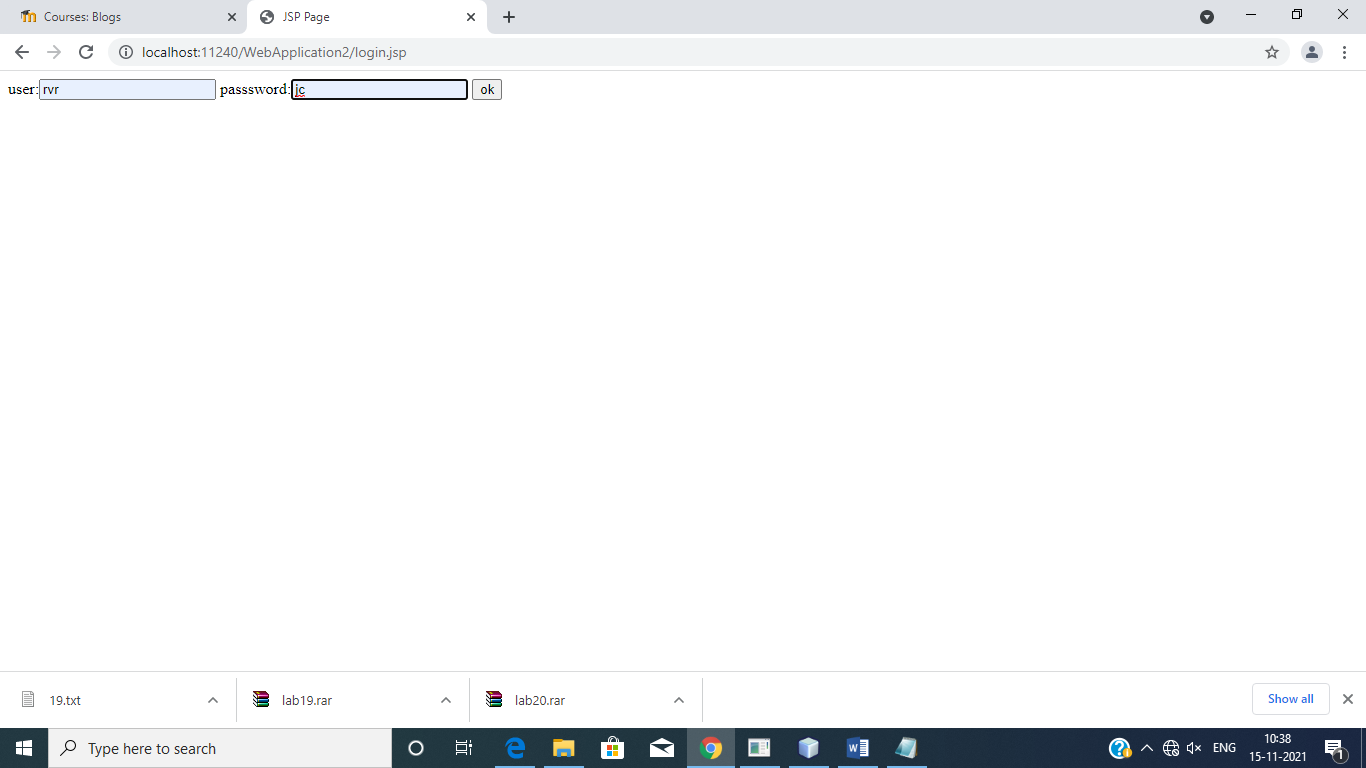 Courses: Blogs
JSP Page
localhost:11240/WebApplication2/login.jsp
user: rvr passsword: jc ok
19.txt
lab19.rar
lab20.rar
Show all
Type here to search
ENG
10:38
15-11-2021
1